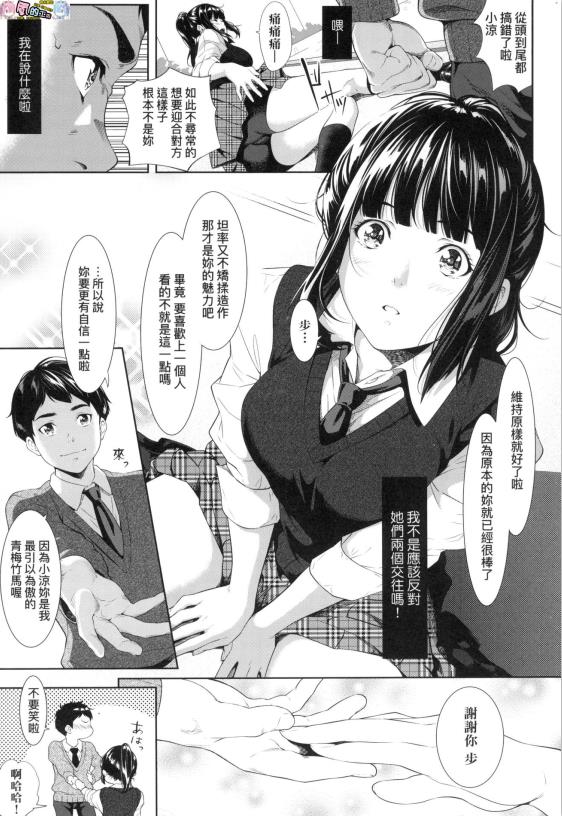 從頭到尾都
搞錯了啦
小涼
喂—
痛痛痛—
如此不尋常的
想要迎合對方
這樣子
根本不是妳
我在說什麼啦
坦率又不矯揉造作
那才是妳的魅力吧
畢竟 要喜歡上一個人
看的不就是這一點嗎
步…
維持原樣就好了啦
因為原本的妳就已經很棒了
我不是應該反對
她們兩個交往嗎！
…所以說
妳要更有自信一點啦
來っ
因為小涼妳是我
最引以為傲的
青梅竹馬喔
謝謝你 步
あはっ
不要笑啦
啊哈哈！